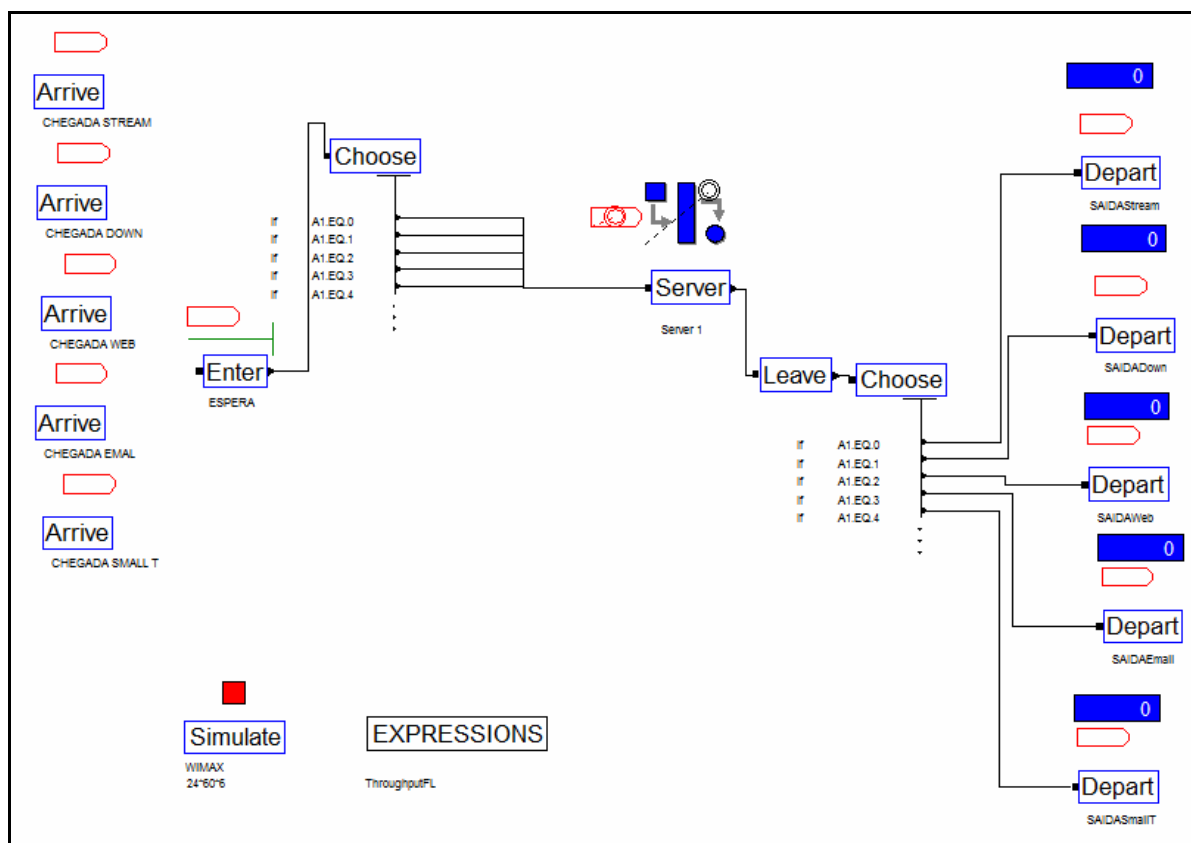 Arrive
CHEGADA STREAM
Arrive
CHEGADA DOWN
Arrive
CHEGADA WEB
Arrive
CHEGADA EMAL
Arrive
CHEGADA SMALL T
Enter
ESPERA
Choose
If A1.EQ.0
If A1.EQ.1
If A1.EQ.2
If A1.EQ.3
If A1.EQ.4
Server
Server 1
Leave
Choose
If A1.EQ.0
If A1.EQ.1
If A1.EQ.2
If A1.EQ.3
If A1.EQ.4
0
Depart
SAIDAStream
0
Depart
SAIDADown
0
Depart
SAIDAWeb
0
Depart
SAIDAEmail
0
Depart
SAIDASmallT
Simulate
WIMAX
24*60*6
EXPRESSIONS
ThroughputFL